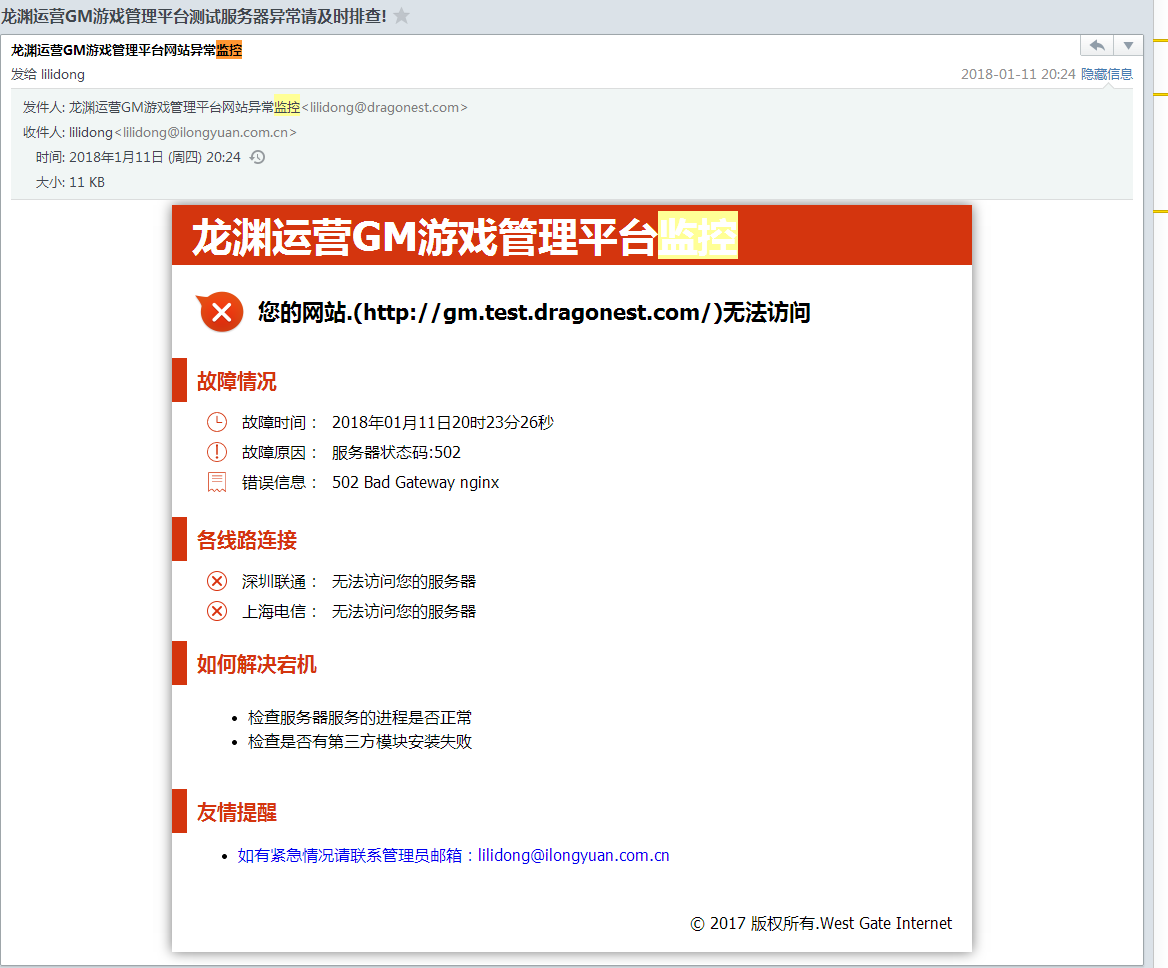 龙渊运营GM游戏管理平台测试服务器异常请及时排查!
龙渊运营GM游戏管理平台网站异常监控
发给 lilidong
2018-01-11 20:24 隐藏信息
发件人: 龙渊运营GM游戏管理平台网站异常监控<lilidong@dragonest.com>
收件人: lilidong<lilidong@ilongyuan.com.cn>
时间: 2018年1月11日 (周四) 20:24
大小: 11 KB
龙渊运营GM游戏管理平台监控
您的网站.(http://gm.test.dragonest.com/)无法访问
故障情况
故障时间： 2018年01月11日20时23分26秒
故障原因： 服务器状态码:502
错误信息： 502 Bad Gateway nginx
各线路连接
深圳联通： 无法访问您的服务器
上海电信： 无法访问您的服务器
如何解决宕机
• 检查服务器服务的进程是否正常
• 检查是否有第三方模块安装失败
友情提醒
• 如有紧急情况请联系管理员邮箱：lilidong@ilongyuan.com.cn
© 2017 版权所有.West Gate Internet